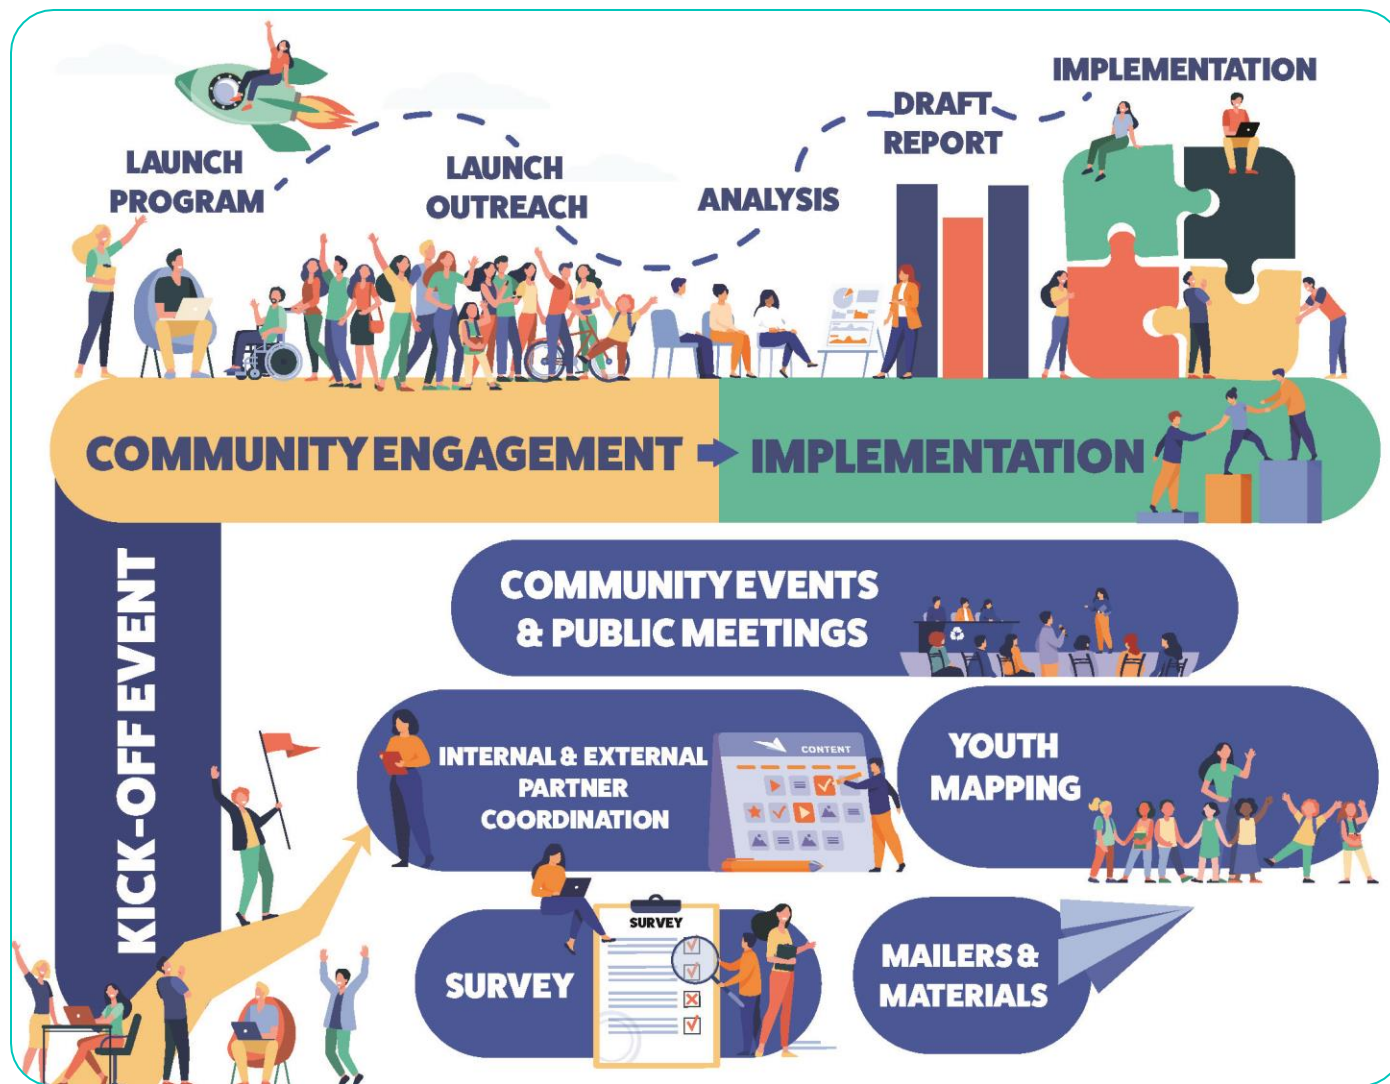 LAUNCH
PROGRAM
LAUNCH
OUTREACH
ANALYSIS
DRAFT
REPORT
IMPLEMENTATION
COMMUNITY ENGAGEMENT
IMPLEMENTATION
KICK-OFF EVENT
COMMUNITY EVENTS
& PUBLIC MEETINGS
INTERNAL & EXTERNAL
PARTNER
COORDINATION
CONTENT
YOUTH
MAPPING
SURVEY
SURVEY
MAILERS &
MATERIALS